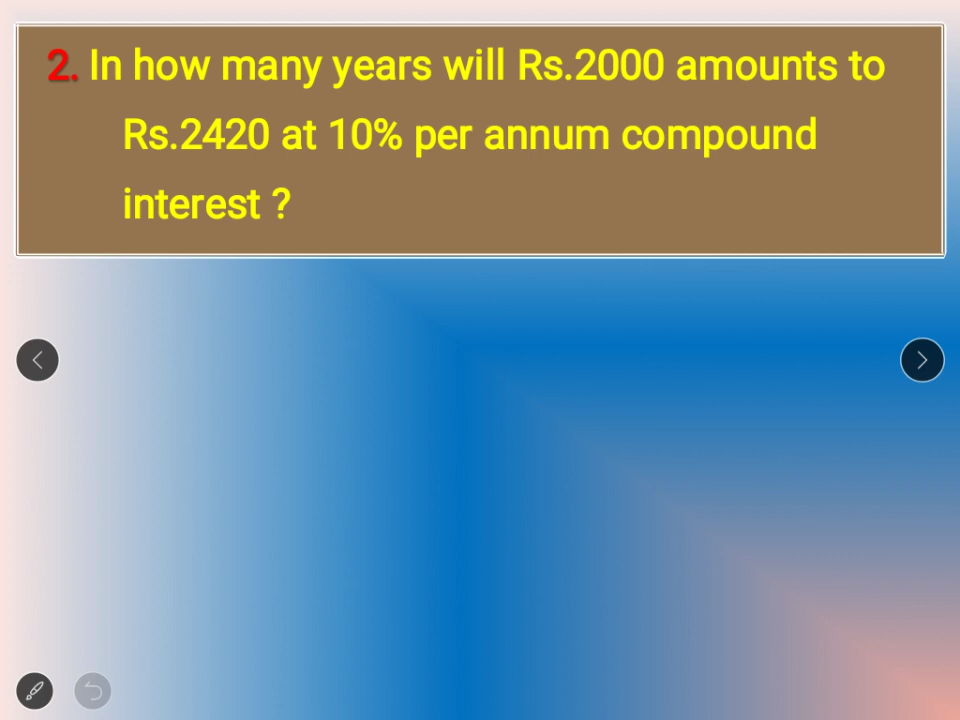 2. In how many years will Rs.2000 amounts to
Rs.2420 at 10% per annum compound
interest ?